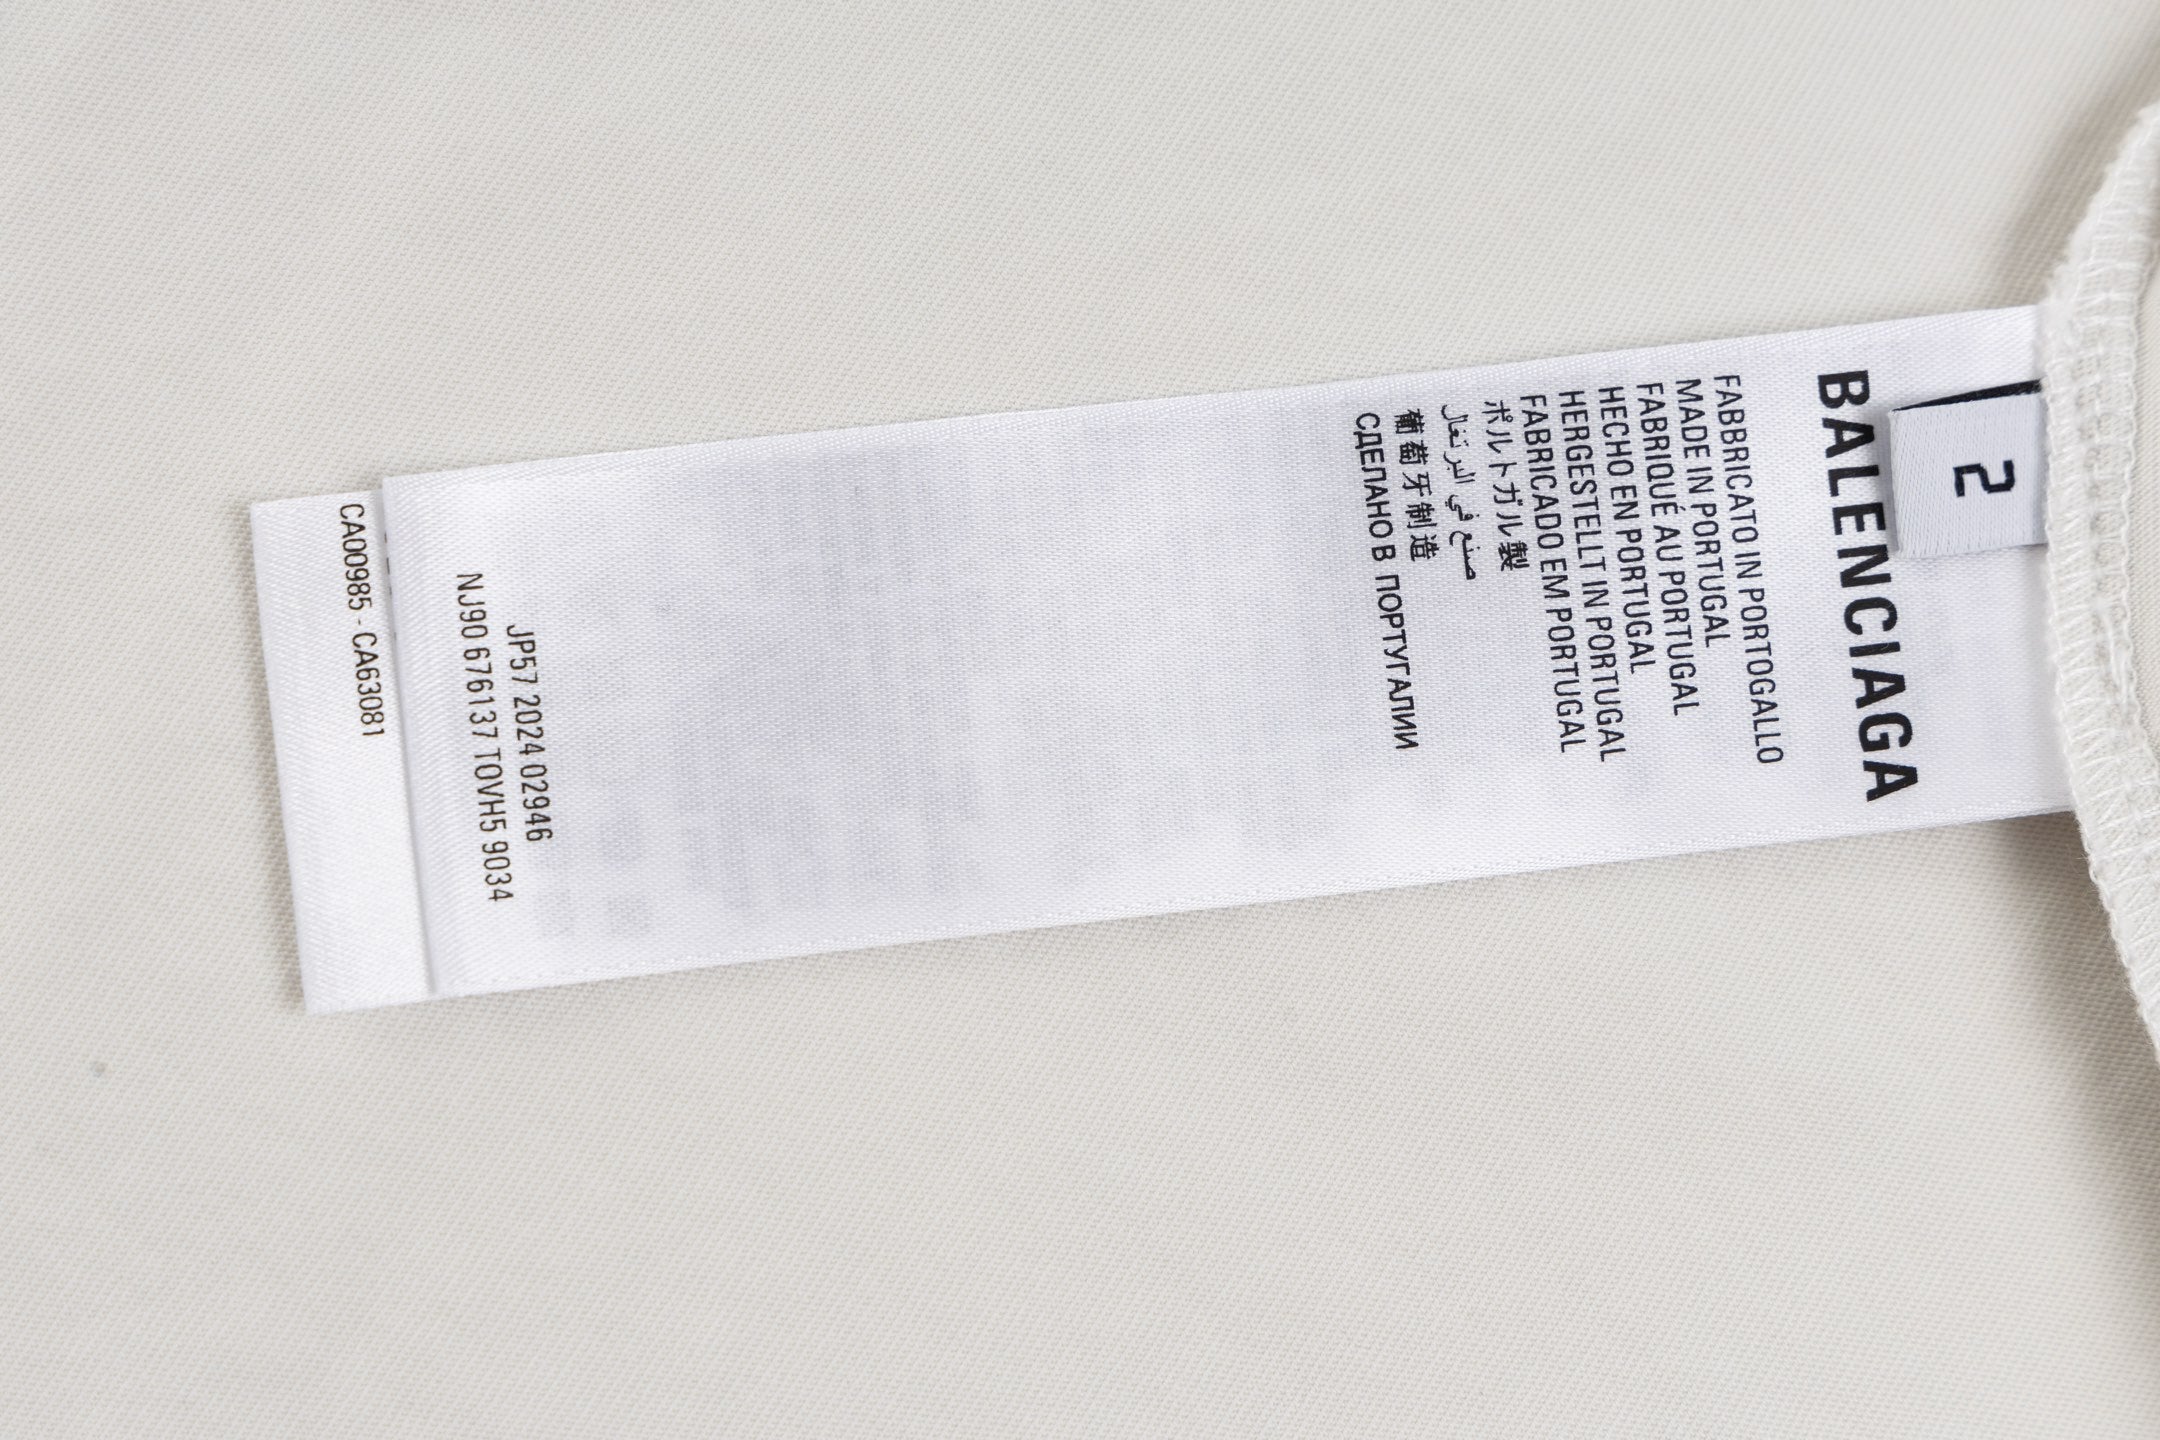 2
BALENCIAGA
FABBRICATO IN PORTOGALLO
MADE IN PORTUGAL
FABRIQUÉ AU PORTUGAL
HECHO EN PORTUGAL
HERGESTELLT IN PORTUGAL
FABRICADO EM PORTUGAL
ポルトガル製
صنع في البرتغال
葡萄牙制造
СДЕЛАНО В ПОРТУГАЛИИ
JP57 2024 02946
NJ90 676137 TOVH5 9034
CA00985 - CA63081